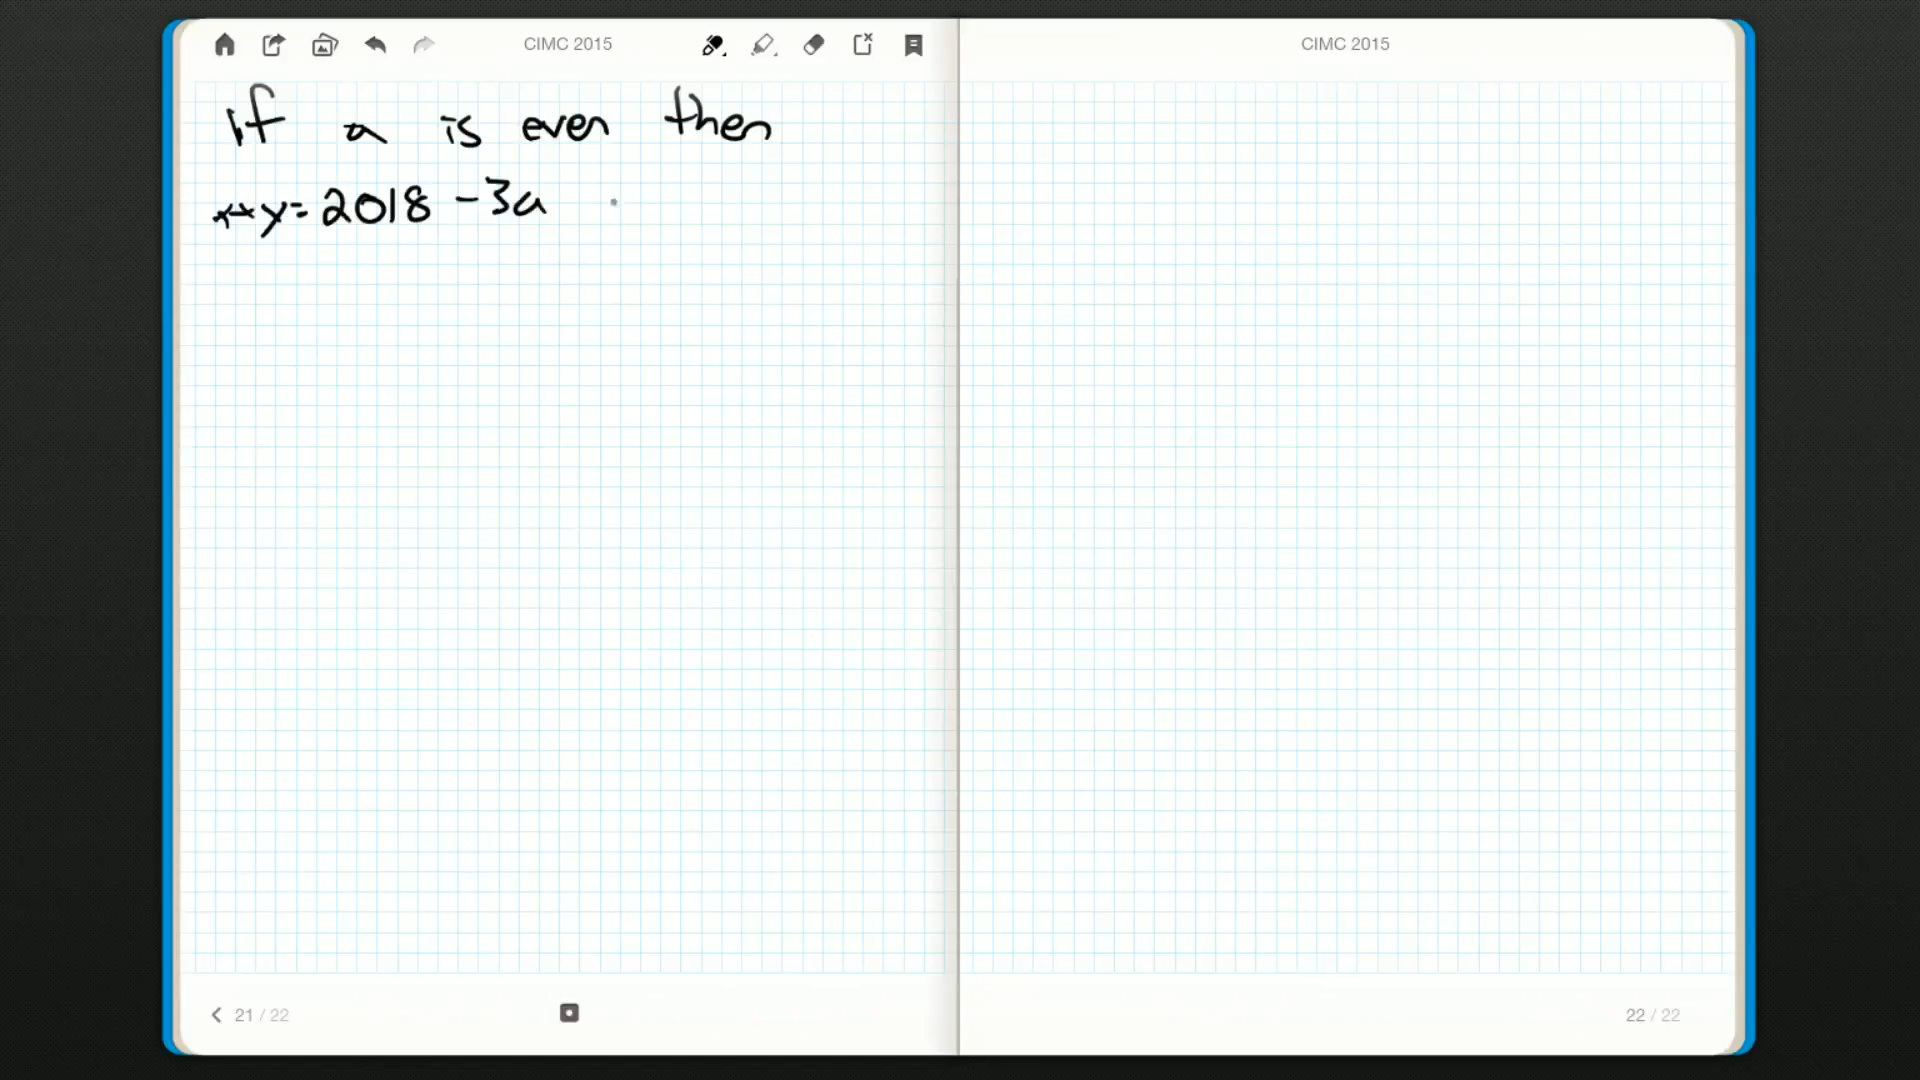 CIMC 2015
CIMC 2015
if a is even then
x+y=2018 -3a
21 / 22
22 / 22